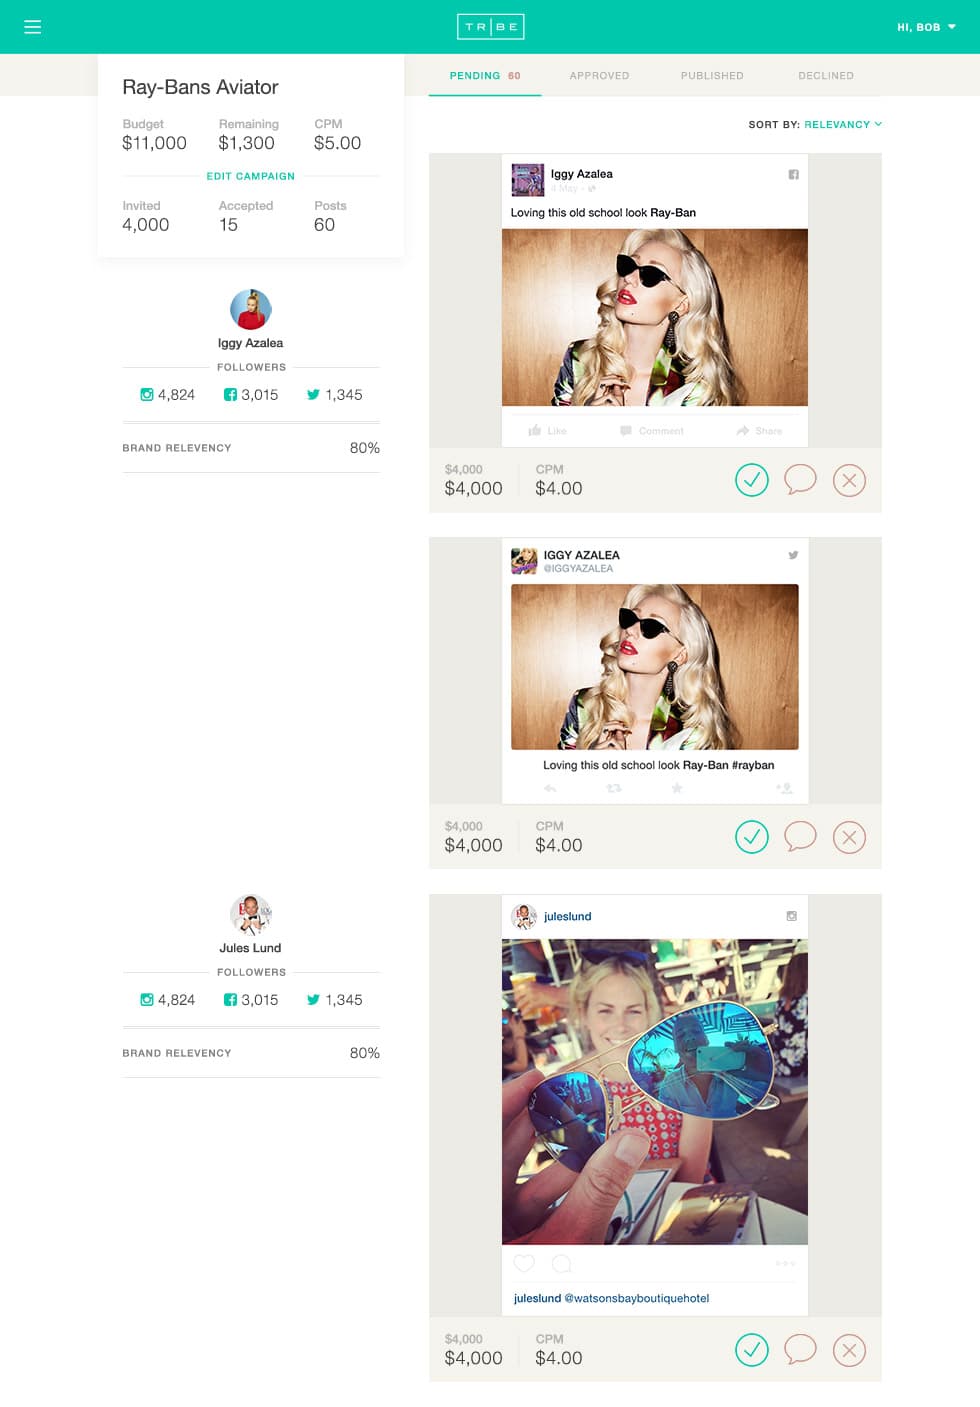 TR|BE
HI, BOB
Ray-Bans Aviator
Budget Remaining CPM
$11,000 $1,300 $5.00
EDIT CAMPAIGN
Invited Accepted Posts
4,000 15 60
PENDING 60 APPROVED PUBLISHED DECLINED
SORT BY: RELEVANCY
Iggy Azalea
FOLLOWERS
4,824 3,015 1,345
BRAND RELEVENCY 80%
Iggy Azalea
4 May
Loving this old school look Ray-Ban
Like Comment Share
$4,000 CPM
$4,000 $4.00
IGGY AZALEA
@IGGYAZALEA
Loving this old school look Ray-Ban #rayban
$4,000 CPM
$4,000 $4.00
Jules Lund
FOLLOWERS
4,824 3,015 1,345
BRAND RELEVENCY 80%
juleslund
juleslund @watsonsbayboutiquehotel
$4,000 CPM
$4,000 $4.00